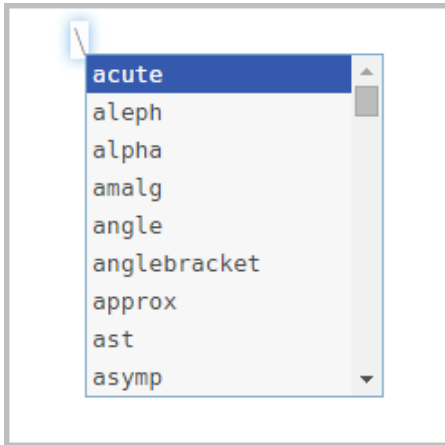 \
acute
aleph
alpha
amalg
angle
anglebracket
approx
ast
asymp